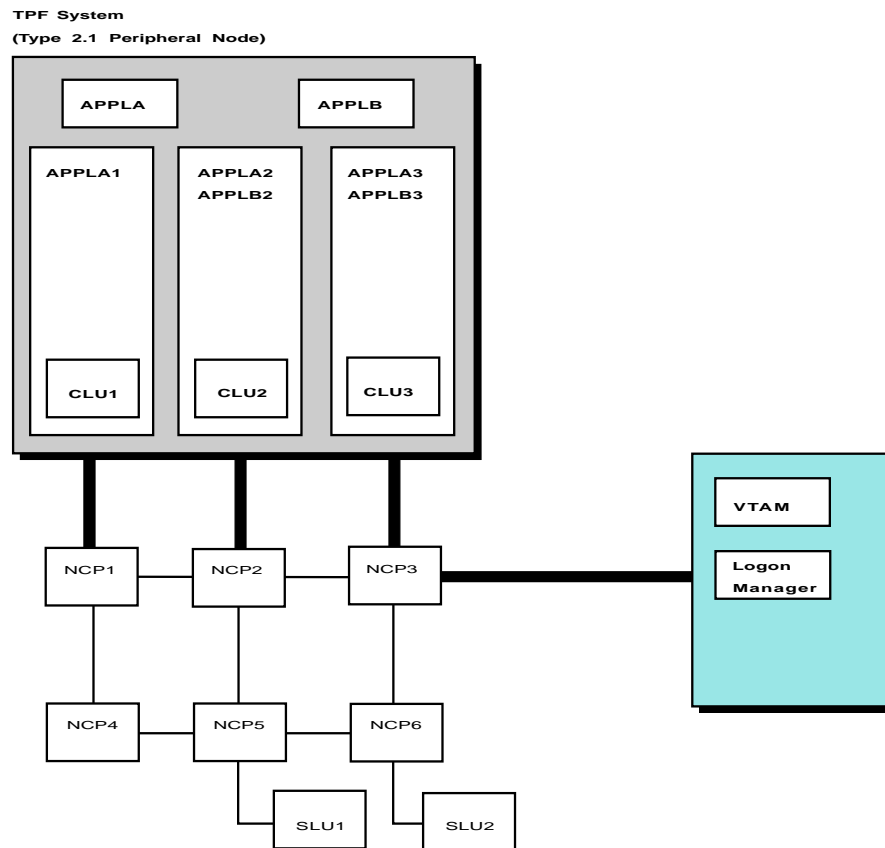 TPF System
(Type 2.1 Peripheral Node)
APPLA
APPLB
APPLA1
APPLA2
APPLB2
APPLA3
APPLB3
CLU1
CLU2
CLU3
VTAM
Logon
Manager
NCP1
NCP2
NCP3
NCP4
NCP5
NCP6
SLU1
SLU2